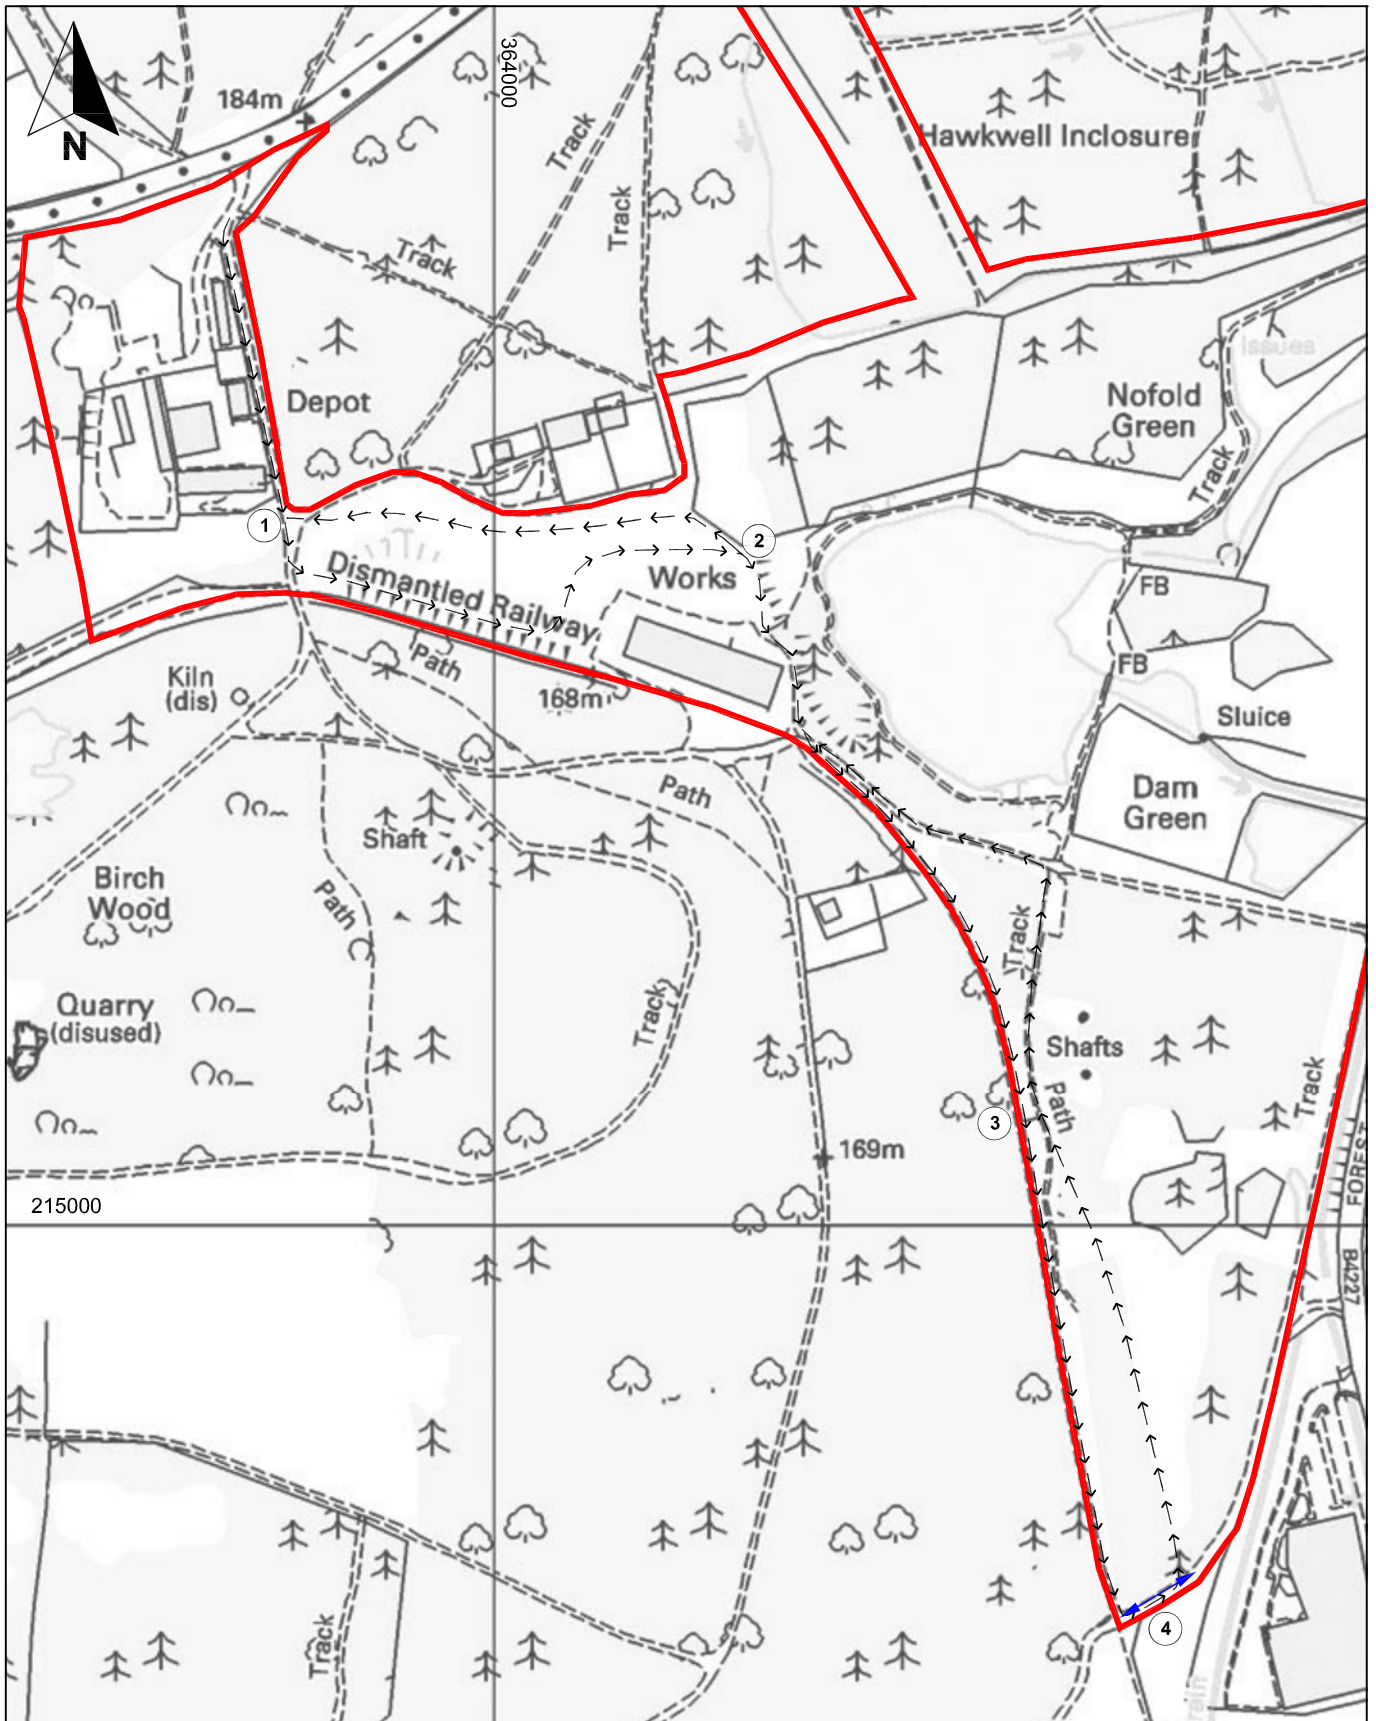 364000
184m
N
Track
Hawkwell Inclosure
Track
Track
Issues
Depot
Nofold
Green
Track
1
2
Dismantled Railway
Works
FB
Path
FB
Kiln
(dis)
168m
Sluice
Path
Dam
Green
Shaft
Birch
Wood
Path
Track
Quarry
(disused)
Track
Shafts
Track
Path
3
169m
FOREST
215000
B4227
Track
4